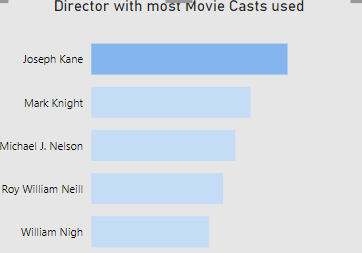 Director with most Movie Casts used
Joseph Kane
Mark Knight
Michael J. Nelson
Roy William Neill
William Nigh